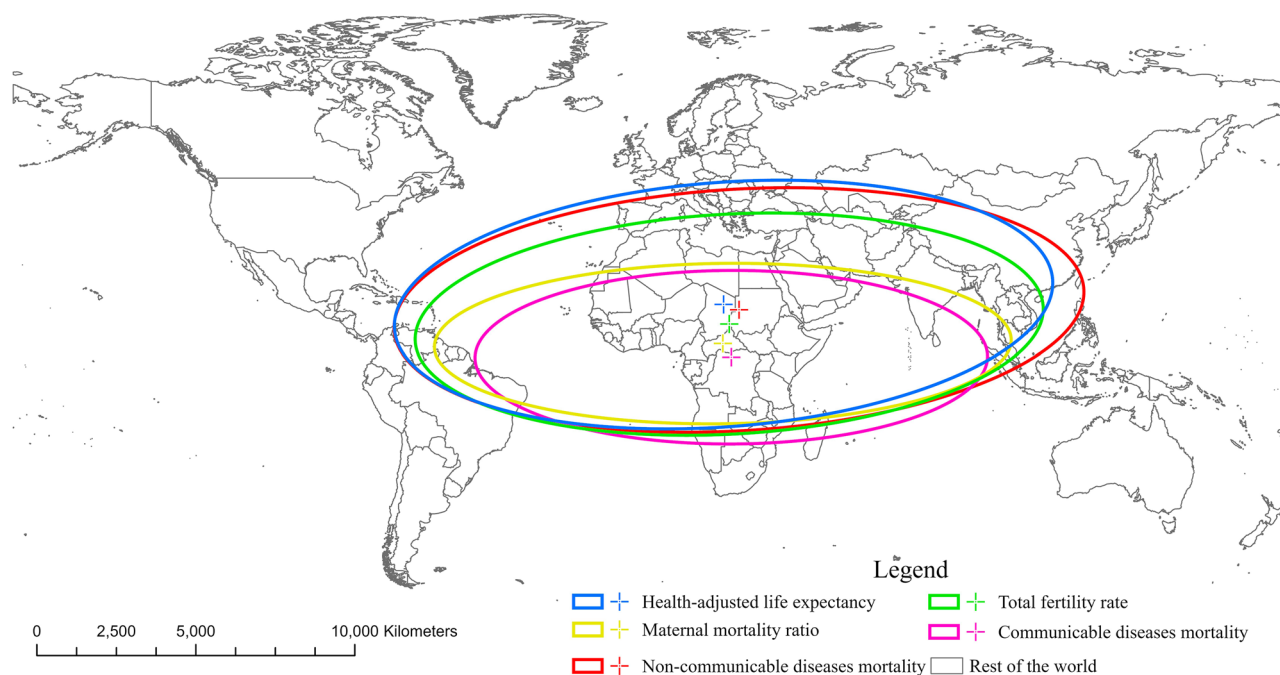 Legend
Health-adjusted life expectancy
Total fertility rate
Maternal mortality ratio
Communicable diseases mortality
Non-communicable diseases mortality
Rest of the world
0 2,500 5,000 10,000 Kilometers